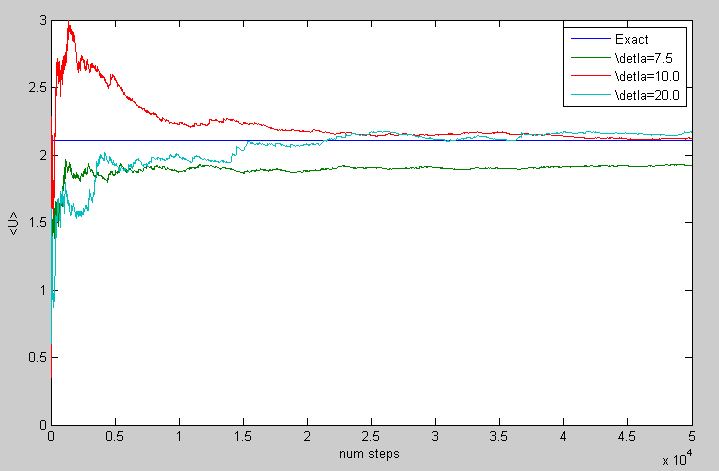 3
2.5
2
1.5
1
0.5
0
<U>
Exact
\detla=7.5
\detla=10.0
\detla=20.0
0 0.5 1 1.5 2 2.5 3 3.5 4 4.5 5
num steps
x 10^4